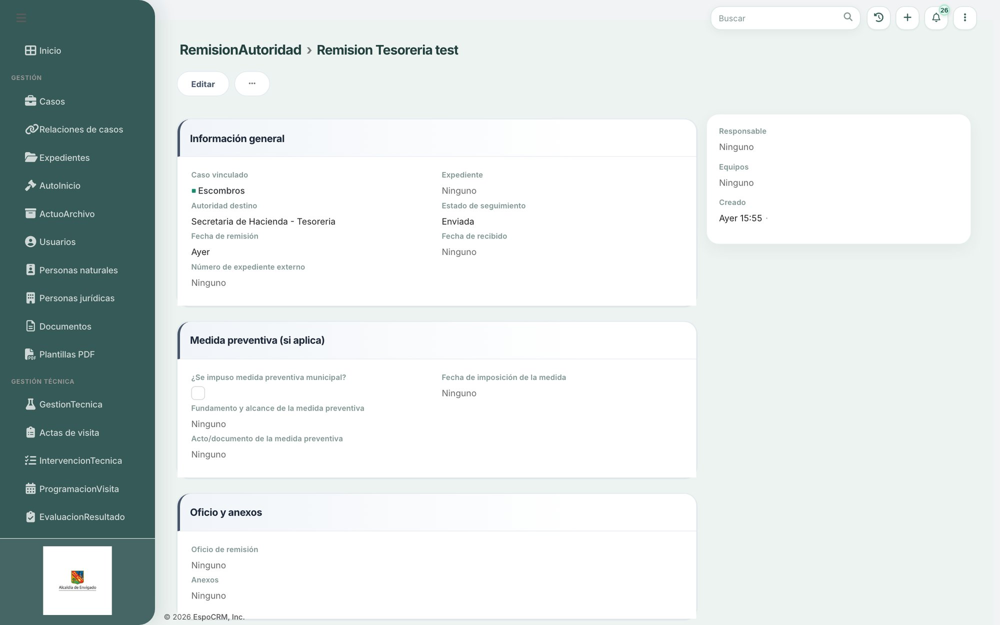 Inicio
GESTIÓN
Casos
Relaciones de casos
Expedientes
AutoInicio
ActuoArchivo
Usuarios
Personas naturales
Personas jurídicas
Documentos
Plantillas PDF
GESTIÓN TÉCNICA
GestionTecnica
Actas de visita
IntervencionTecnica
ProgramacionVisita
EvaluacionResultado
Alcaldía de Envigado
Buscar
26
RemisionAutoridad › Remision Tesoreria test
Editar
···
Información general
Caso vinculado
Escombros
Expediente
Ninguno
Autoridad destino
Secretaria de Hacienda - Tesoreria
Estado de seguimiento
Enviada
Fecha de remisión
Ayer
Fecha de recibido
Ninguno
Número de expediente externo
Ninguno
Medida preventiva (si aplica)
¿Se impuso medida preventiva municipal?
Fecha de imposición de la medida
Ninguno
Fundamento y alcance de la medida preventiva
Ninguno
Acto/documento de la medida preventiva
Ninguno
Oficio y anexos
Oficio de remisión
Ninguno
Anexos
Ninguno
Responsable
Ninguno
Equipos
Ninguno
Creado
Ayer 15:55 ·
© 2026 EspoCRM, Inc.